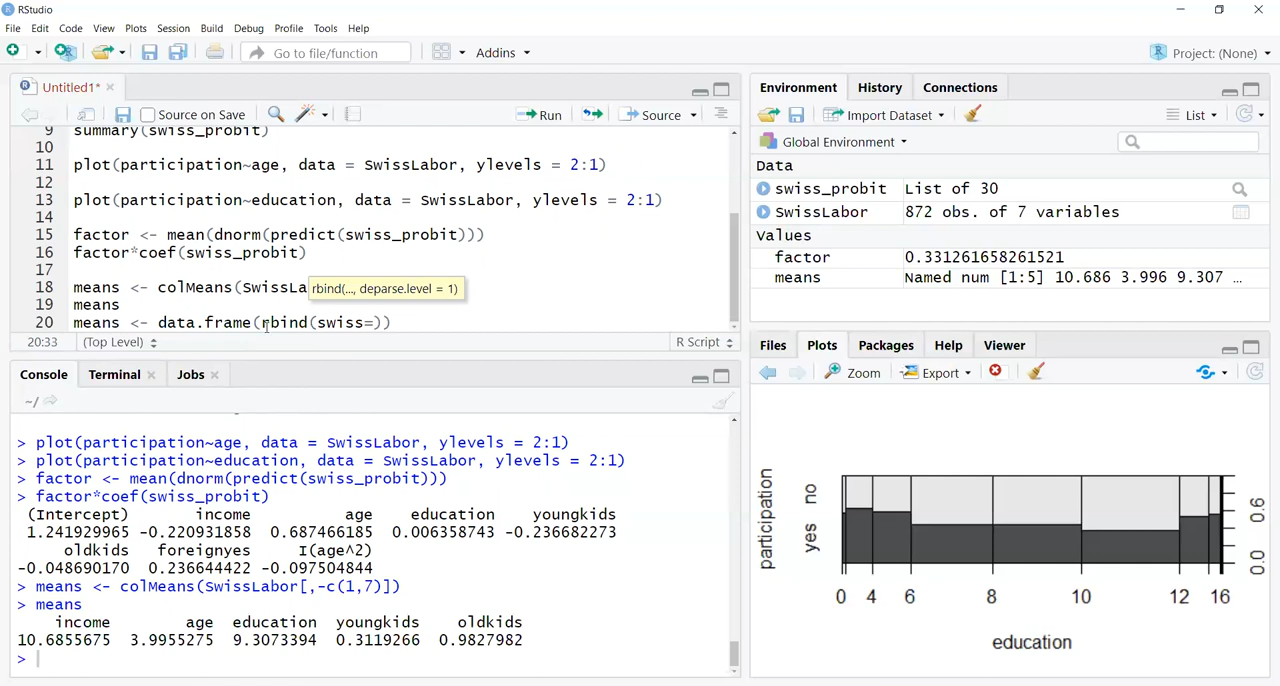 RStudio
File Edit Code View Plots Session Build Debug Profile Tools Help
Go to file/function Addins Project: (None)
Untitled1*
Source on Save Run Source
9 summary(swiss_probit)
10
11 plot(participation~age, data = SwissLabor, ylevels = 2:1)
12
13 plot(participation~education, data = SwissLabor, ylevels = 2:1)
14
15 factor <- mean(dnorm(predict(swiss_probit)))
16 factor*coef(swiss_probit)
17
18 means <- colMeans(SwissLa
rbind(..., deparse.level = 1)
19 means
20 means <- data.frame(rbind(swiss=))
20:33 (Top Level) R Script
Console Terminal Jobs
~/
> plot(participation~age, data = SwissLabor, ylevels = 2:1)
> plot(participation~education, data = SwissLabor, ylevels = 2:1)
> factor <- mean(dnorm(predict(swiss_probit)))
> factor*coef(swiss_probit)
(Intercept) income age education youngkids
1.241929965 -0.220931858 0.687466185 0.006358743 -0.236682273
oldkids foreignyes I(age^2)
-0.048690170 0.236644422 -0.097504844
> means <- colMeans(SwissLabor[,-c(1,7)])
> means
income age education youngkids oldkids
10.6855675 3.9955275 9.3073394 0.3119266 0.9827982
>
Environment History Connections
Import Dataset List
Global Environment
Data
swiss_probit List of 30
SwissLabor 872 obs. of 7 variables
Values
factor 0.331261658261521
means Named num [1:5] 10.686 3.996 9.307 ...
Files Plots Packages Help Viewer
Zoom Export
participation
yes no
0.0 0.6
0 4 6 8 10 12 16
education